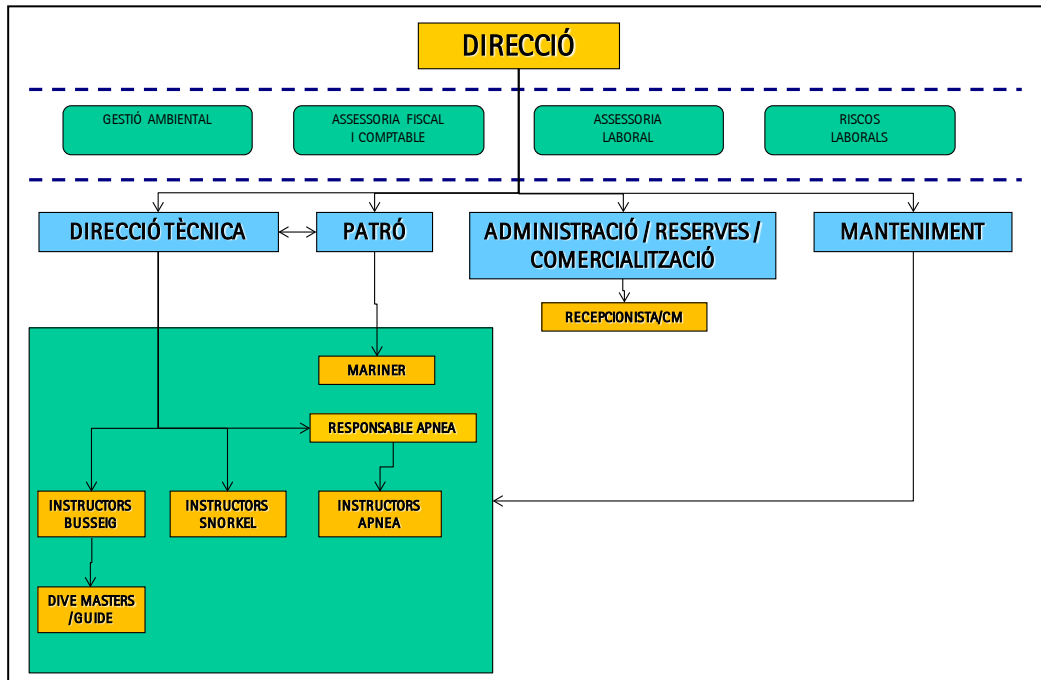 DIRECCIÓ
GESTIÓ AMBIENTAL
ASSESSORIA FISCAL
I COMPTABLE
ASSESSORIA
LABORAL
RISCOS
LABORALS
DIRECCIÓ TÈCNICA
PATRÓ
ADMINISTRACIÓ / RESERVES /
COMERCIALITZACIÓ
MANTENIMENT
RECEPCIONISTA/CM
MARINER
RESPONSABLE APNEA
INSTRUCTORS
BUSSEIG
INSTRUCTORS
SNORKEL
INSTRUCTORS
APNEA
DIVE MASTERS
/GUIDE